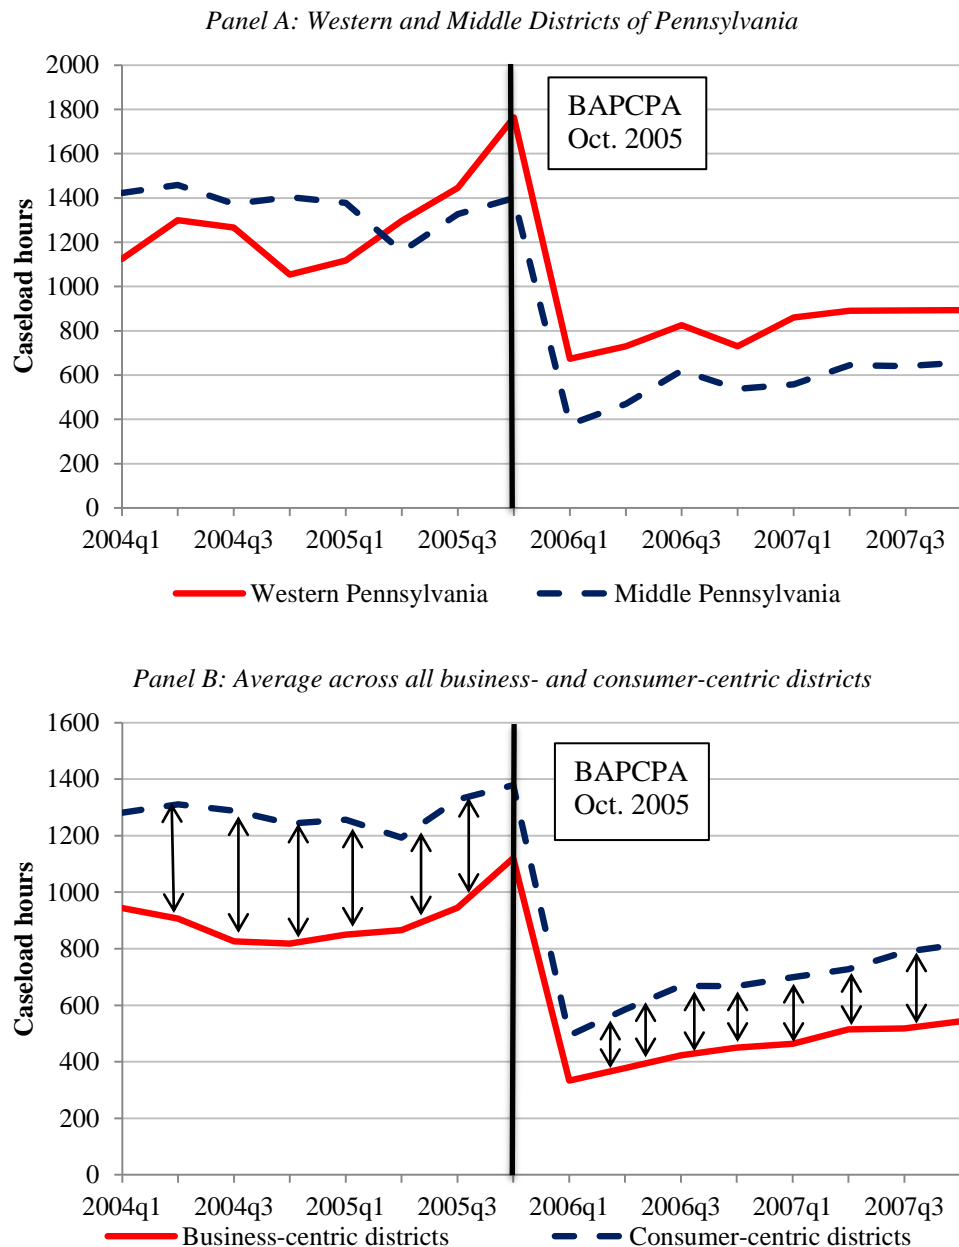 Panel A: Western and Middle Districts of Pennsylvania
2000
1800
1600
1400
1200
1000
800
600
400
200
0
Caseload hours
BAPCPA
Oct. 2005
2004q1 2004q3 2005q1 2005q3 2006q1 2006q3 2007q1 2007q3
Western Pennsylvania Middle Pennsylvania
Panel B: Average across all business- and consumer-centric districts
1600
1400
1200
1000
800
600
400
200
0
Caseload hours
BAPCPA
Oct. 2005
2004q1 2004q3 2005q1 2005q3 2006q1 2006q3 2007q1 2007q3
Business-centric districts Consumer-centric districts